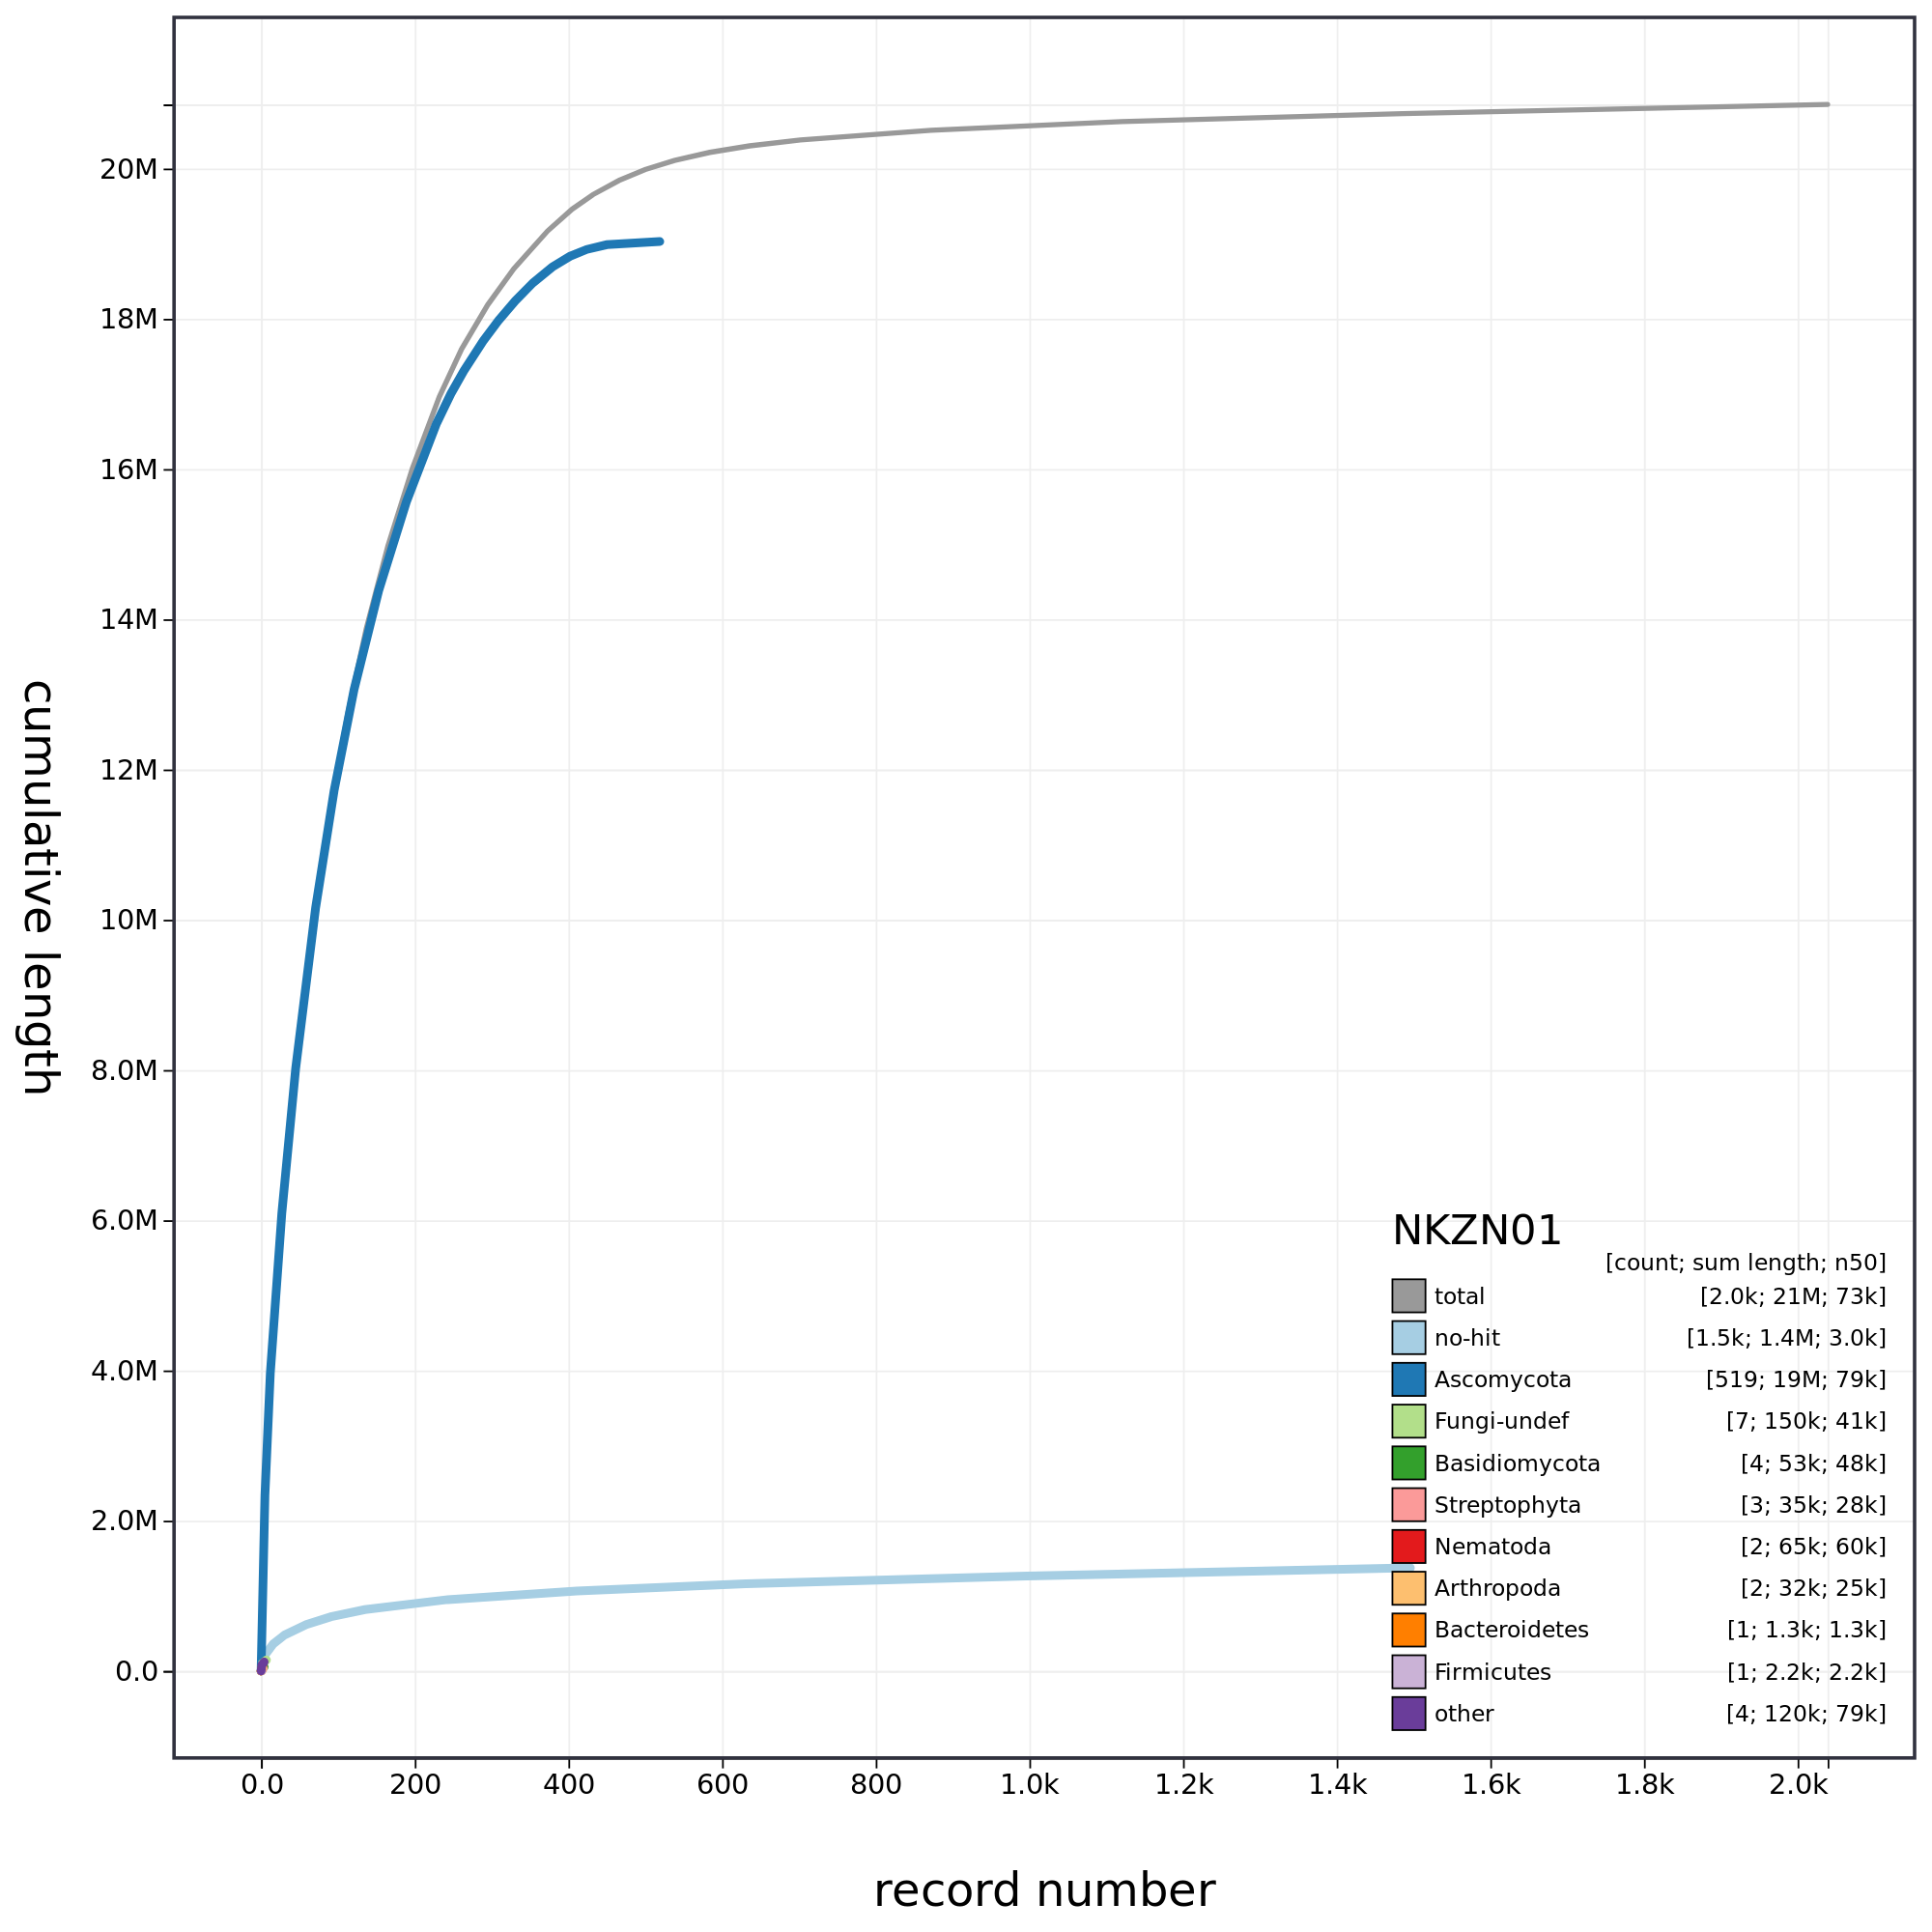 20M
18M
16M
14M
12M
10M
8.0M
6.0M
4.0M
2.0M
0.0
cumulative length
NKZN01
[count; sum length; n50]
total [2.0k; 21M; 73k]
no-hit [1.5k; 1.4M; 3.0k]
Ascomycota [519; 19M; 79k]
Fungi-undef [7; 150k; 41k]
Basidiomycota [4; 53k; 48k]
Streptophyta [3; 35k; 28k]
Nematoda [2; 65k; 60k]
Arthropoda [2; 32k; 25k]
Bacteroidetes [1; 1.3k; 1.3k]
Firmicutes [1; 2.2k; 2.2k]
other [4; 120k; 79k]
0.0 200 400 600 800 1.0k 1.2k 1.4k 1.6k 1.8k 2.0k
record number